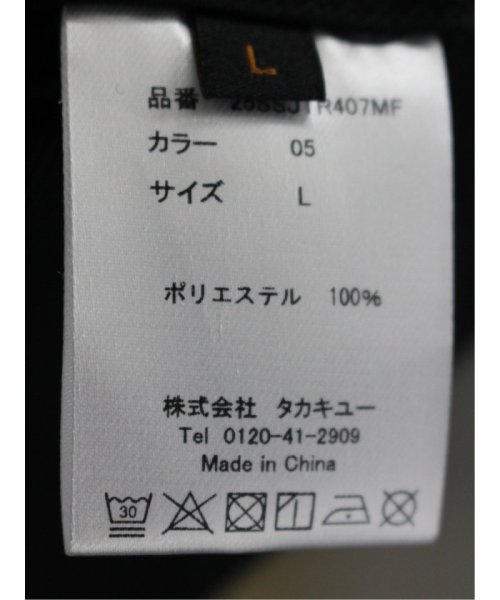 L
品番 25SSJTR407MF
カラー 05
サイズ L
ポリエステル 100%
株式会社 タカキュー
Tel 0120-41-2909
Made in China
30